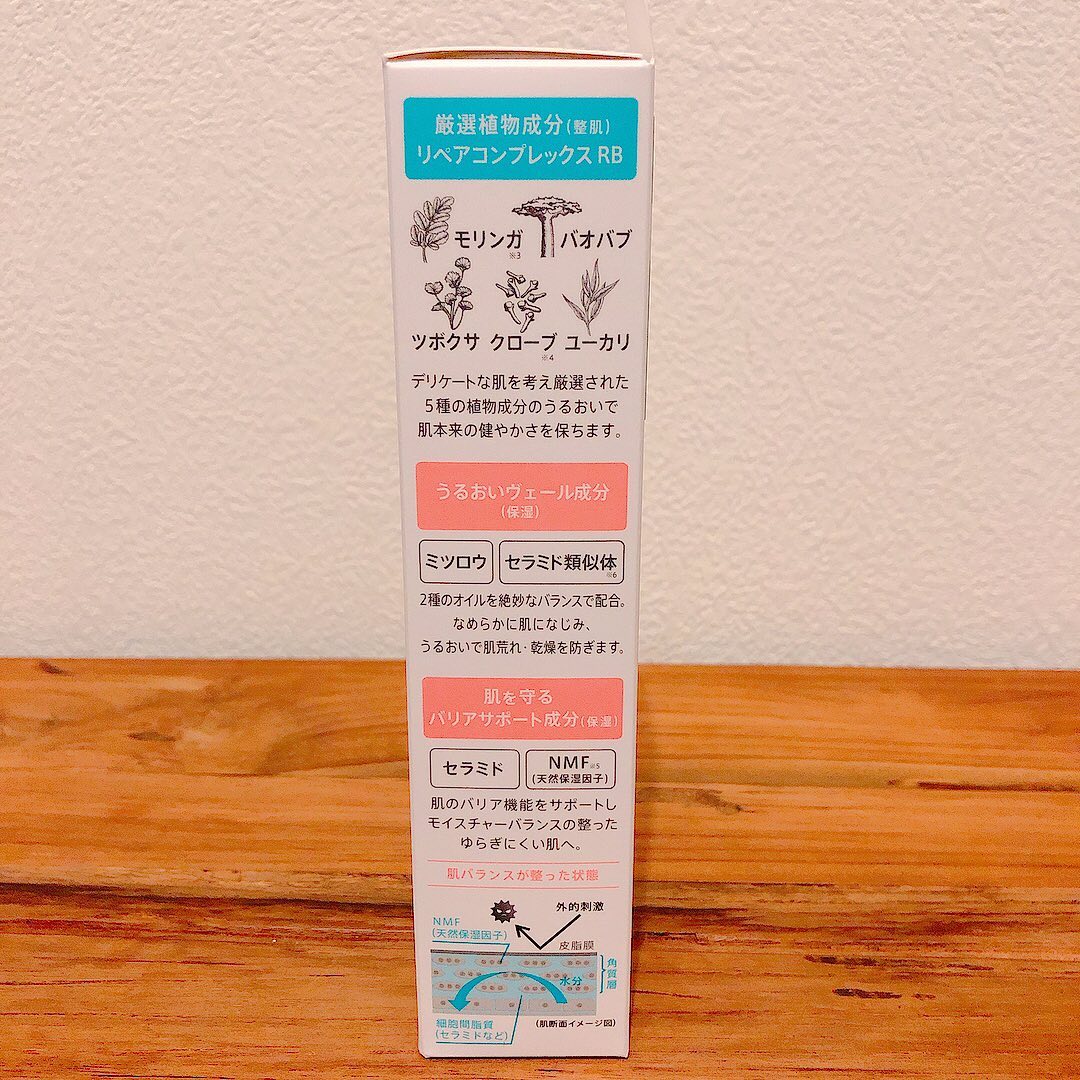 厳選植物成分(整肌)
リペアコンプレックス RB
モリンガ
※3
バオバブ
ツボクサ クローブ ユーカリ
※4
デリケートな肌を考え厳選された
5種の植物成分のうるおいで
肌本来の健やかさを保ちます。
うるおいヴェール成分
(保湿)
ミツロウ セラミド類似体
※6
2種のオイルを絶妙なバランスで配合。
なめらかに肌になじみ、
うるおいで肌荒れ・乾燥を防ぎます。
肌を守る
バリアサポート成分(保湿)
セラミド
NMF※5
(天然保湿因子)
肌のバリア機能をサポートし
モイスチャーバランスの整った
ゆらぎにくい肌へ。
肌バランスが整った状態
外的刺激
NMF
(天然保湿因子)
皮脂膜
角質層
水分
細胞間脂質
(セラミドなど)
(肌断面イメージ図)